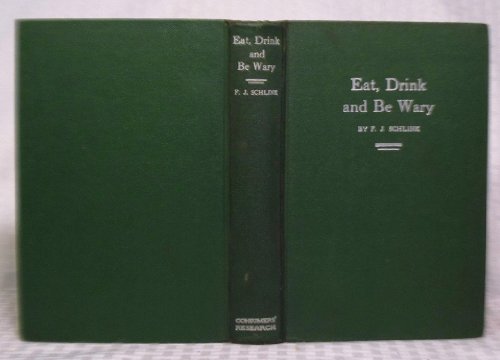 Eat, Drink
and
Be Wary
F. J. SCHLINK
CONSUMERS'
RESEARCH
Eat, Drink
and Be Wary
BY F. J. SCHLINK